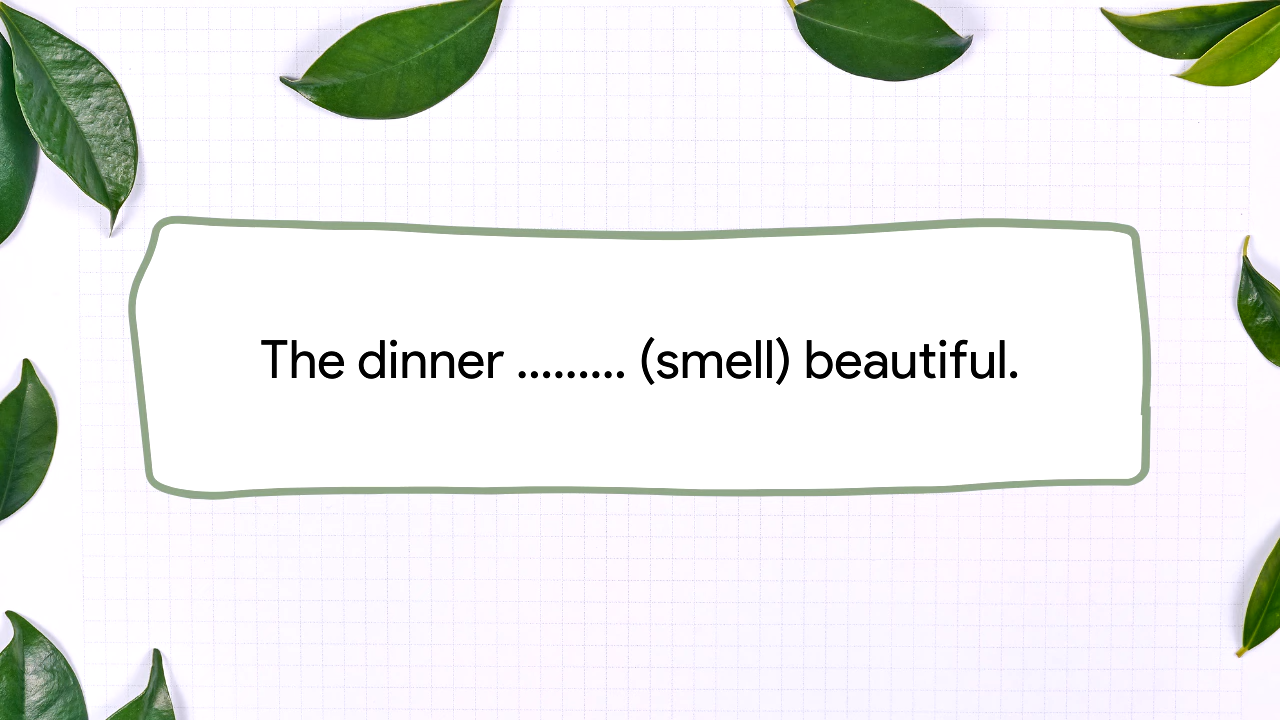 The dinner ......... (smell) beautiful.